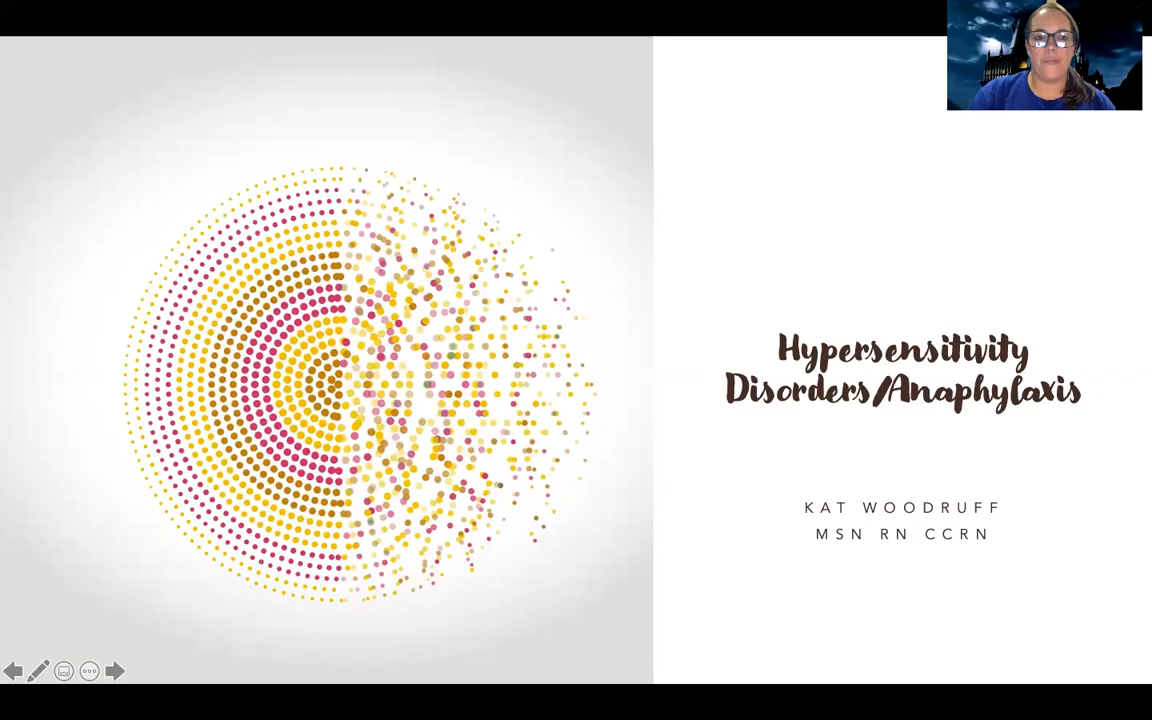 Hypersensitivity
Disorders/Anaphylaxis
KAT WOODRUFF
MSN RN CCRN